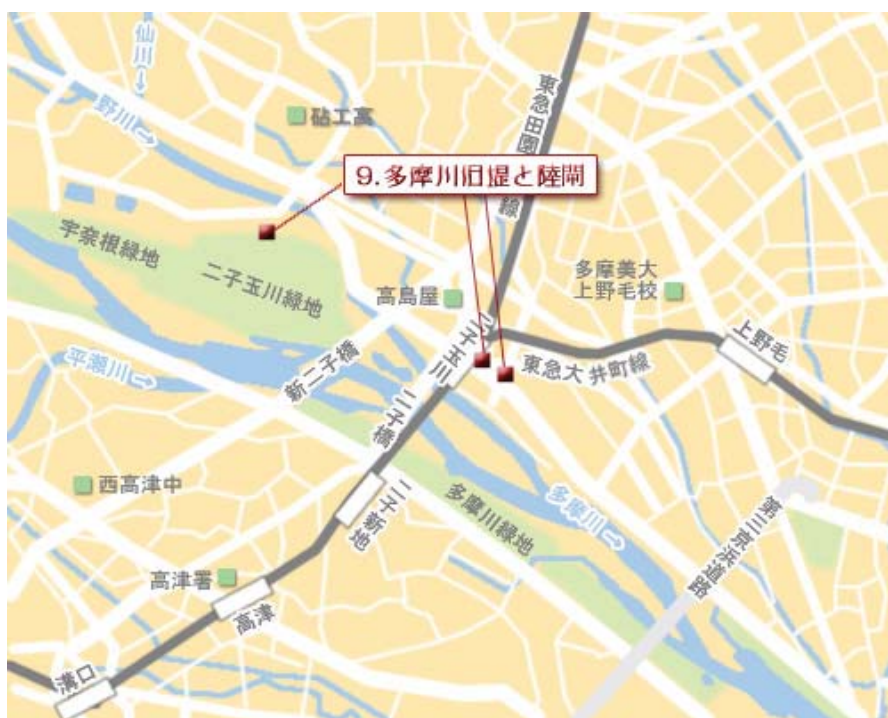 仙川→
野川→
砧工高
東急田園
線
9.多摩川旧堤と陸閘
宇奈根緑地
二子玉川緑地
高島屋
多摩美大
上野毛校
二子玉川
上野毛
平瀬川→
新二子橋
東急大井町線
二子橋
西高津中
二子新地
多摩川緑地
多摩川→
第三京浜道路
高津署
高津
溝口